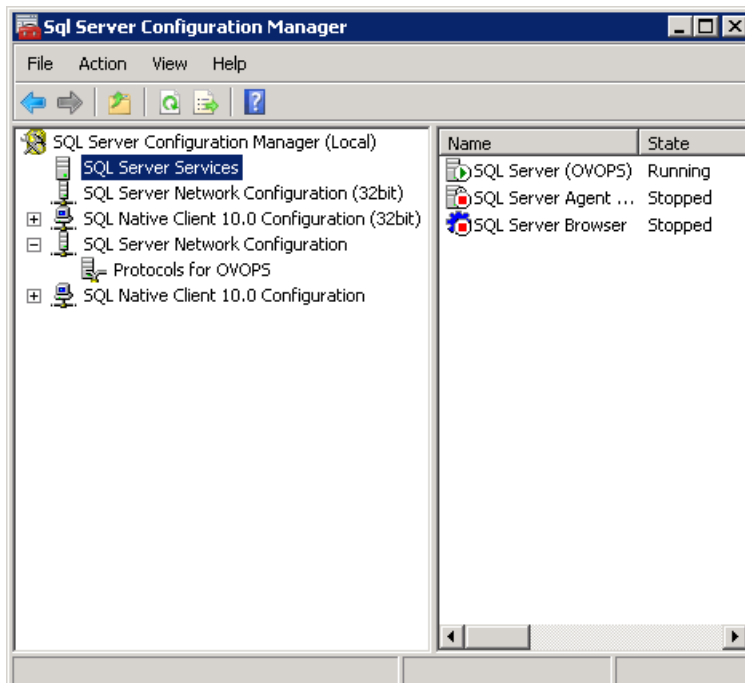 Sql Server Configuration Manager
File Action View Help
SQL Server Configuration Manager (Local)
SQL Server Services
SQL Server Network Configuration (32bit)
SQL Native Client 10.0 Configuration (32bit)
SQL Server Network Configuration
Protocols for OVOPS
SQL Native Client 10.0 Configuration
Name State
SQL Server (OVOPS) Running
SQL Server Agent ... Stopped
SQL Server Browser Stopped